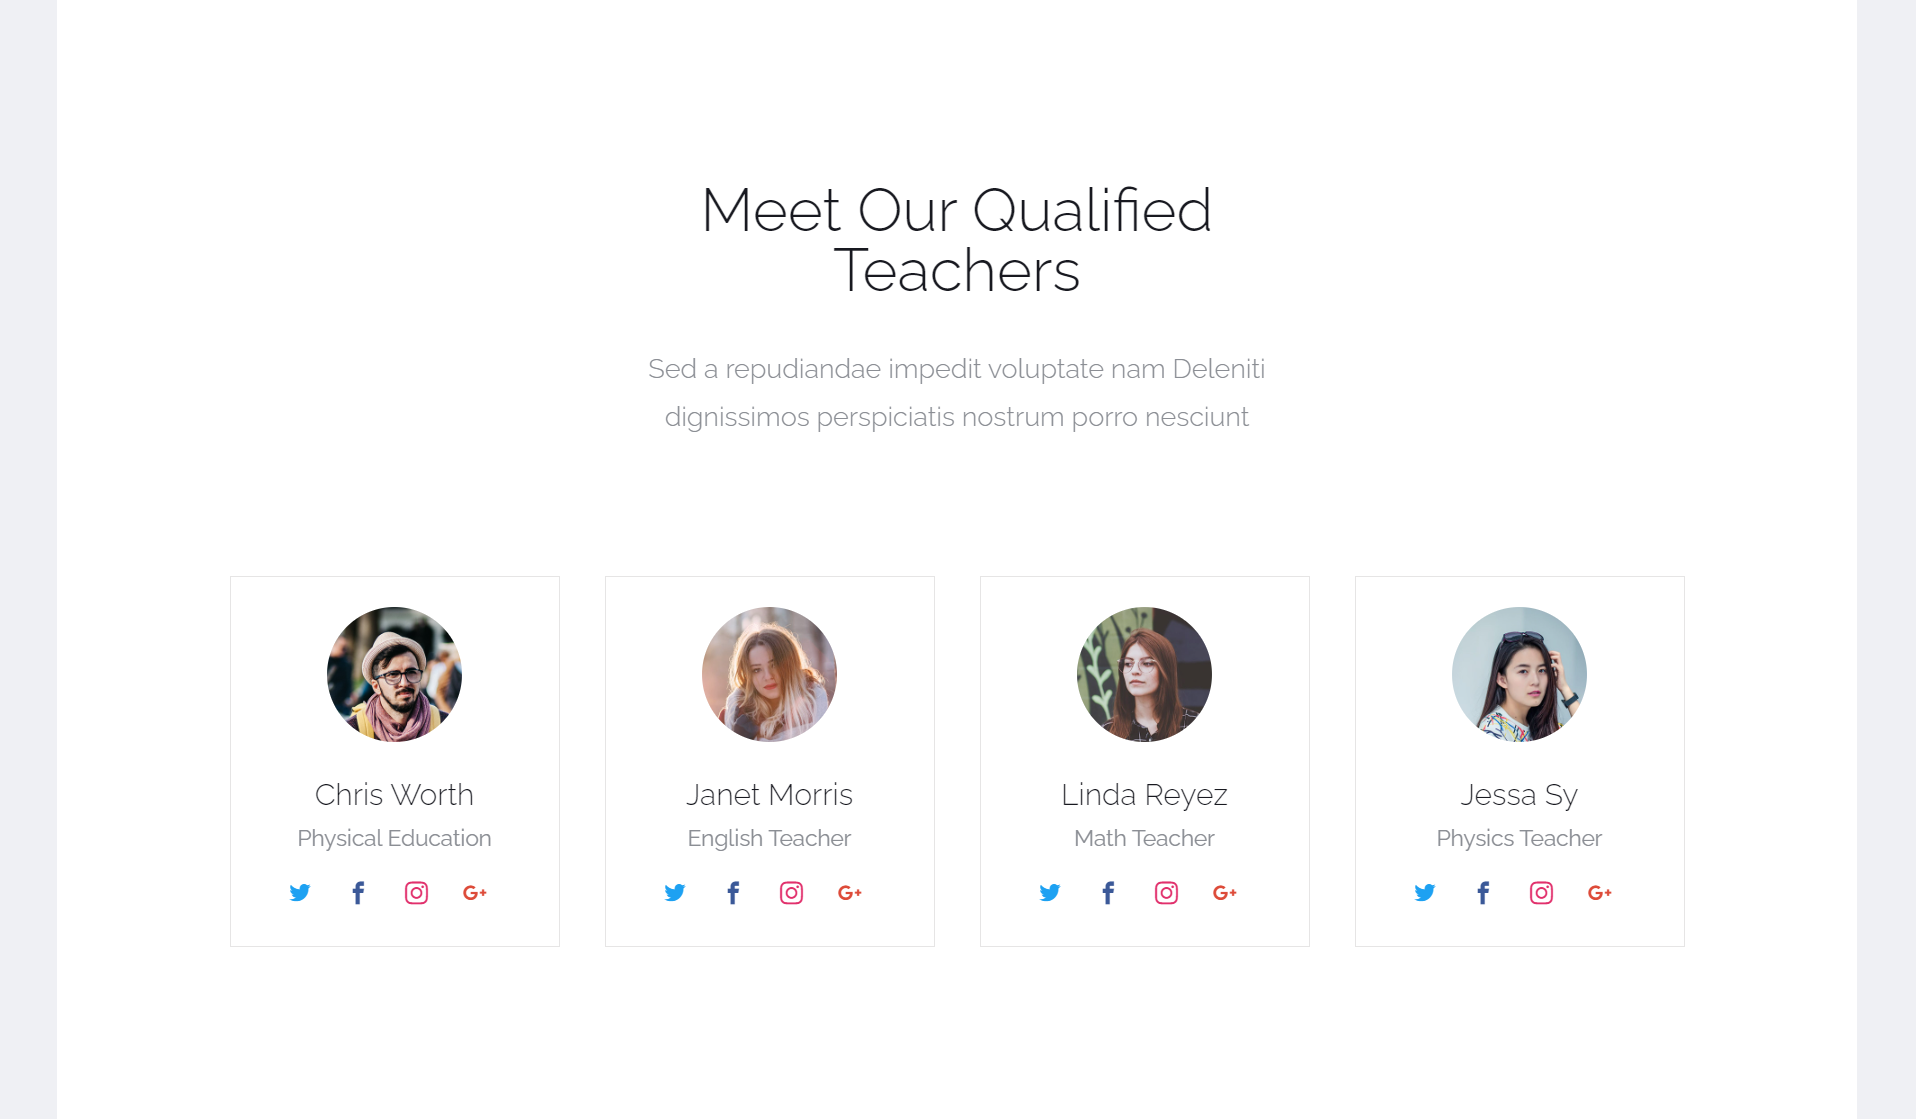 Meet Our Qualified
Teachers
Sed a repudiandae impedit voluptate nam Deleniti
dignissimos perspiciatis nostrum porro nesciunt
Chris Worth
Physical Education
Janet Morris
English Teacher
Linda Reyez
Math Teacher
Jessa Sy
Physics Teacher